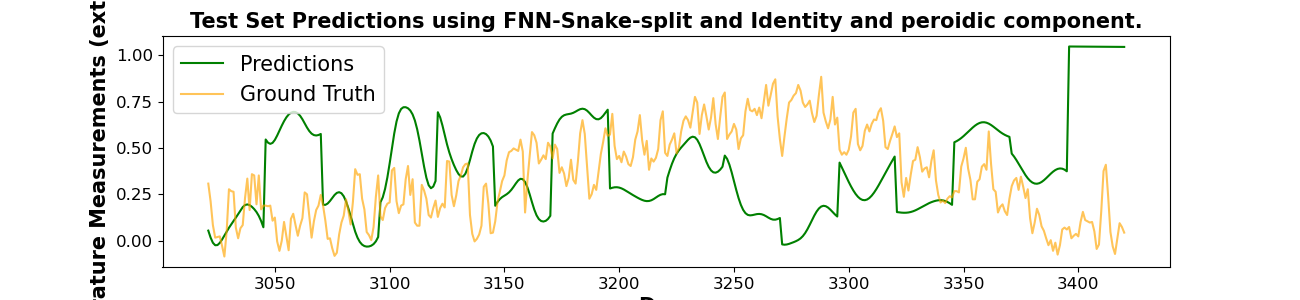 Test Set Predictions using FNN-Snake-split and Identity and peroidic component.
Predictions
Ground Truth
1.00
0.75
0.50
0.25
0.00
Measurements
3050 3100 3150 3200 3250 3300 3350 3400